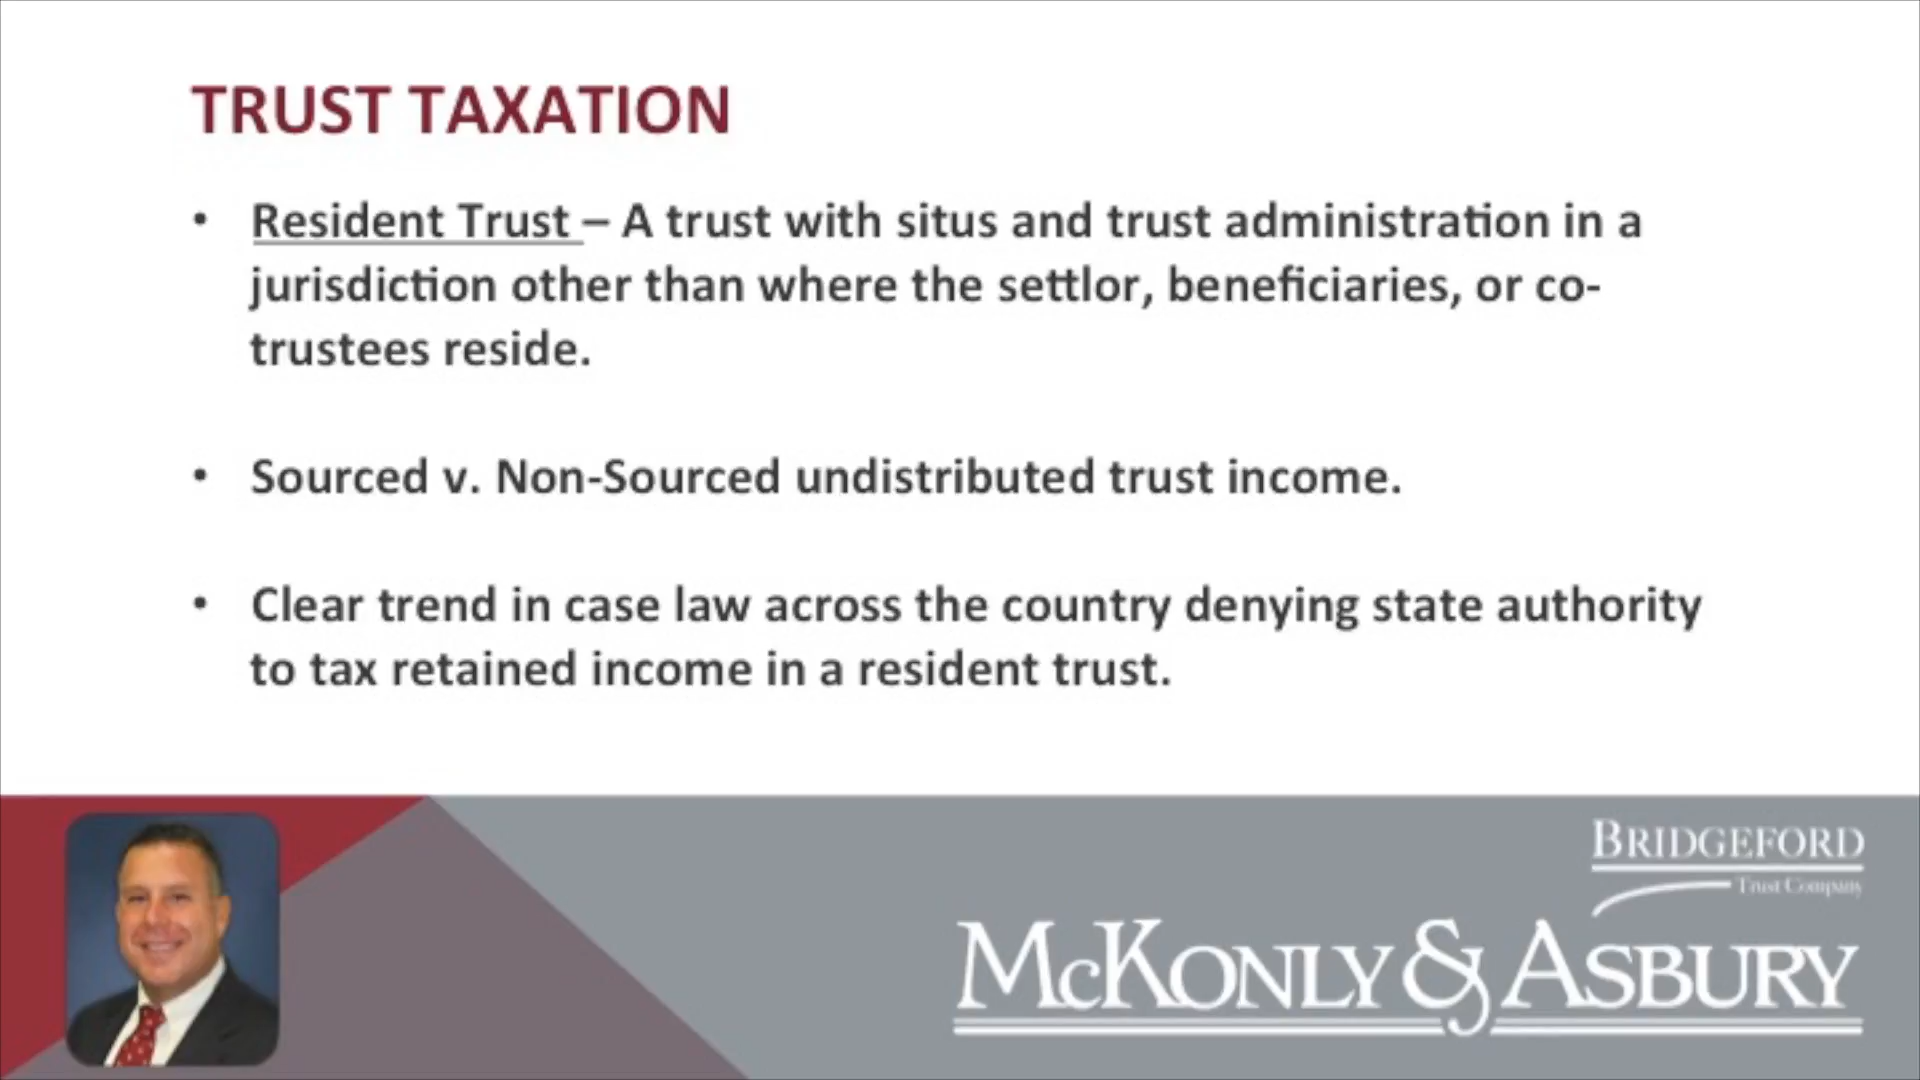 TRUST TAXATION
• Resident Trust – A trust with situs and trust administration in a
jurisdiction other than where the settlor, beneficiaries, or co-
trustees reside.
• Sourced v. Non-Sourced undistributed trust income.
• Clear trend in case law across the country denying state authority
to tax retained income in a resident trust.
BRIDGEFORD
Trust Company
MCKONLY & ASBURY